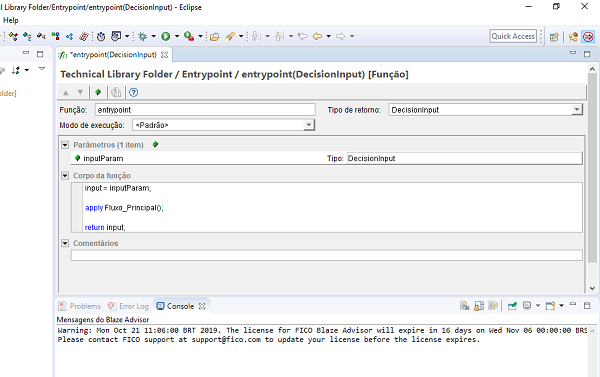 l Library Folder/Entrypoint/entrypoint(DecisionInput) - Eclipse
Help
Quick Access
*entrypoint(DecisionInput)
older]
Technical Library Folder / Entrypoint / entrypoint(DecisionInput) [Função]
Função: entrypoint Tipo de retorno: DecisionInput
Modo de execução: <Padrão>
Parâmetros (1 item)
inputParam Tipo: DecisionInput
Corpo da função
input = inputParam;
apply Fluxo_Principal();
return input;
Comentários
Problems Error Log Console
Mensagens do Blaze Advisor
Warning: Mon Oct 21 11:06:00 BRT 2019. The license for FICO Blaze Advisor will expire in 16 days on Wed Nov 06 00:00:00 BRS
Please contact FICO support at support@fico.com to update your license before the license expires.